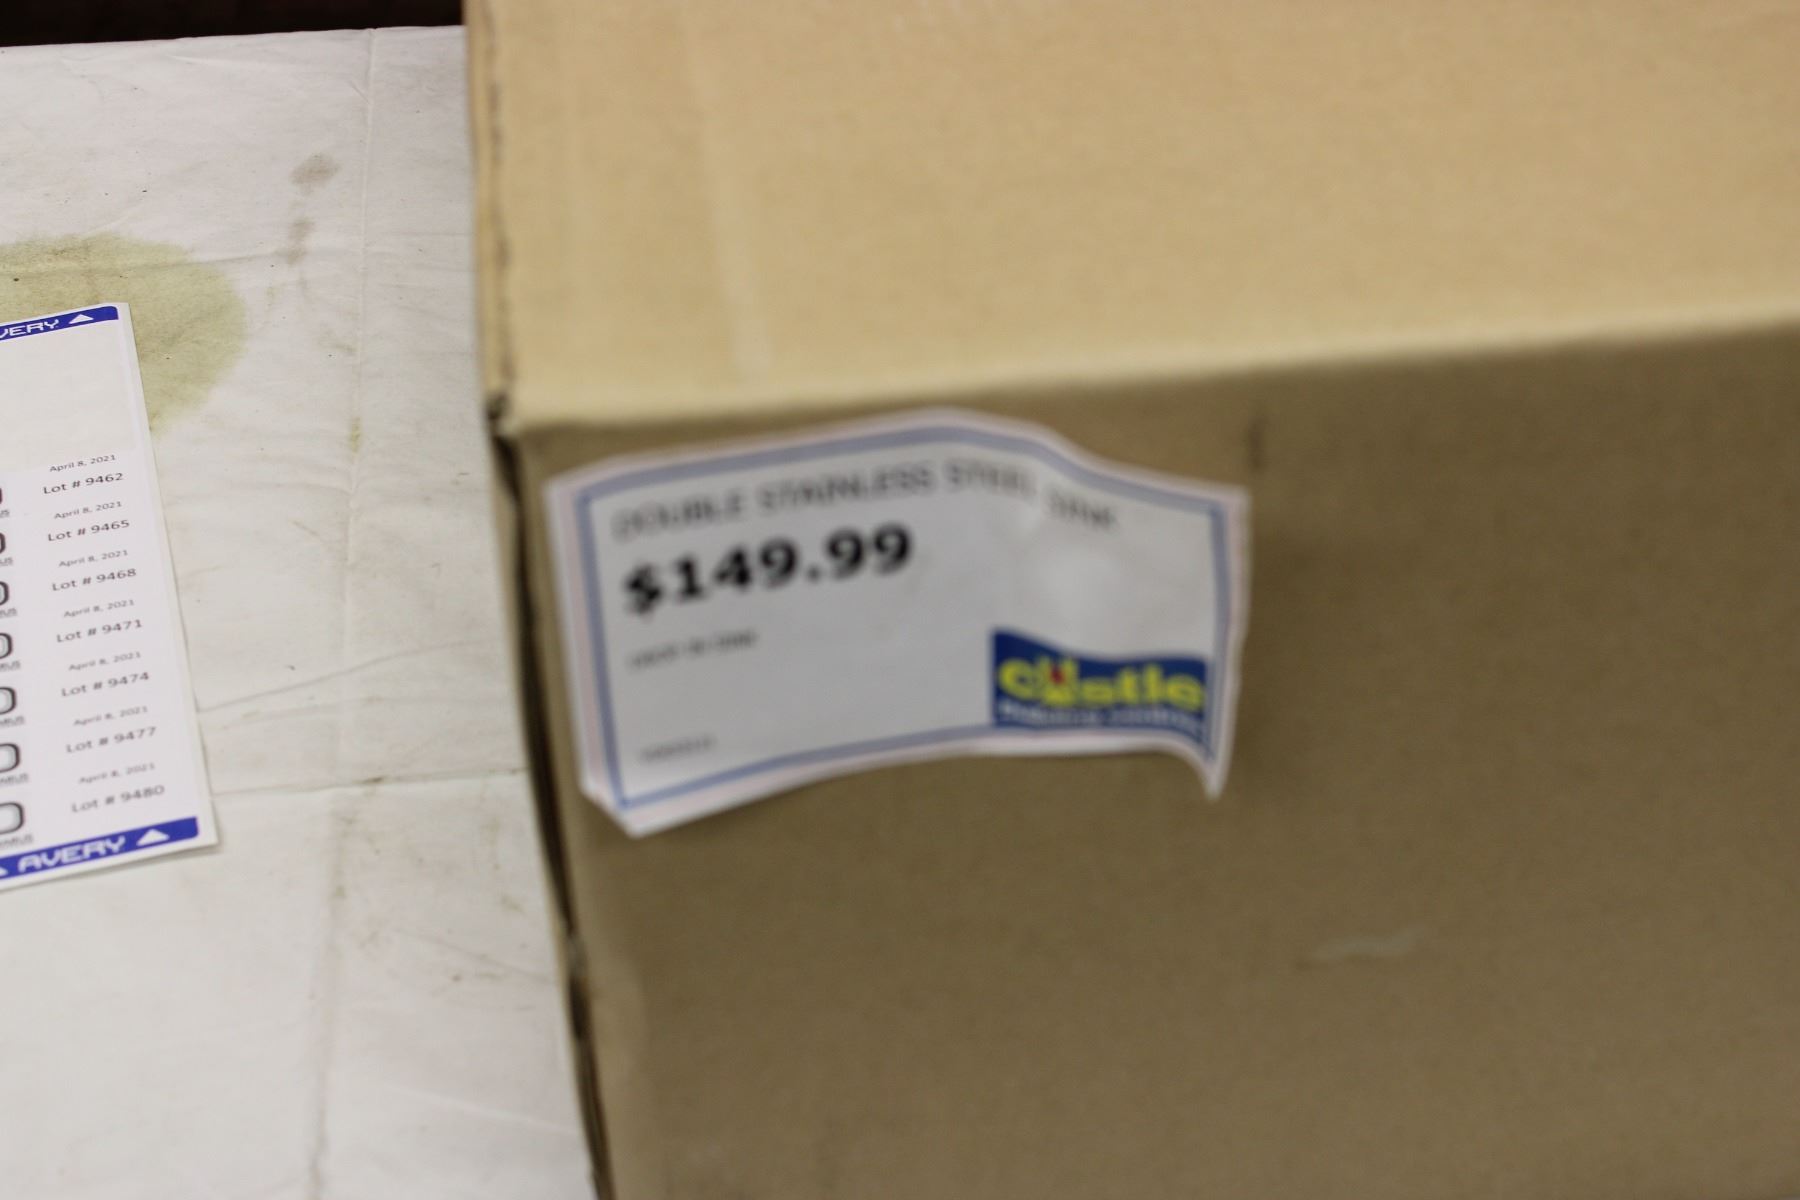 VERY
April 8, 2021
Lot # 9462
April 8, 2021
Lot # 9465
April 8, 2021
Lot # 9468
April 8, 2021
Lot # 9471
April 8, 2021
Lot # 9474
April 8, 2021
Lot # 9477
April 8, 2021
Lot # 9480
AVERY
DOUBLE STAINLESS STEEL SINK
$149.99
Castle